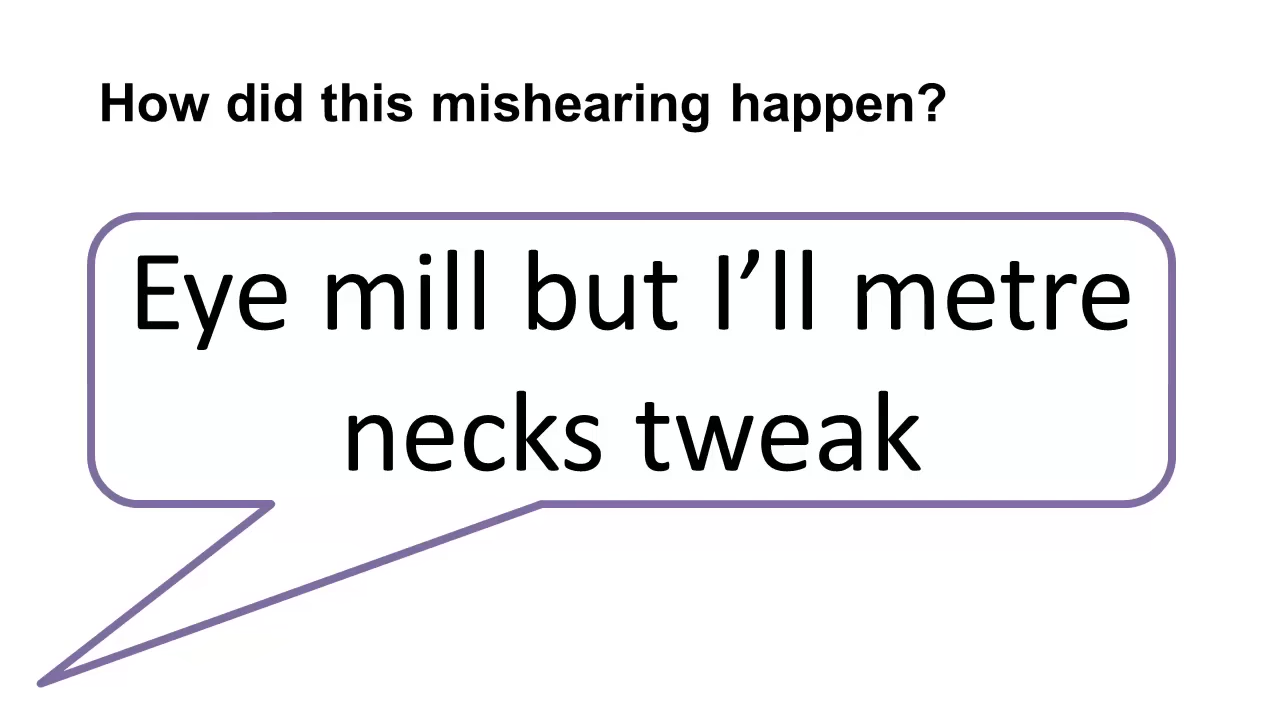 How did this mishearing happen?
Eye mill but I’ll metre
necks tweak